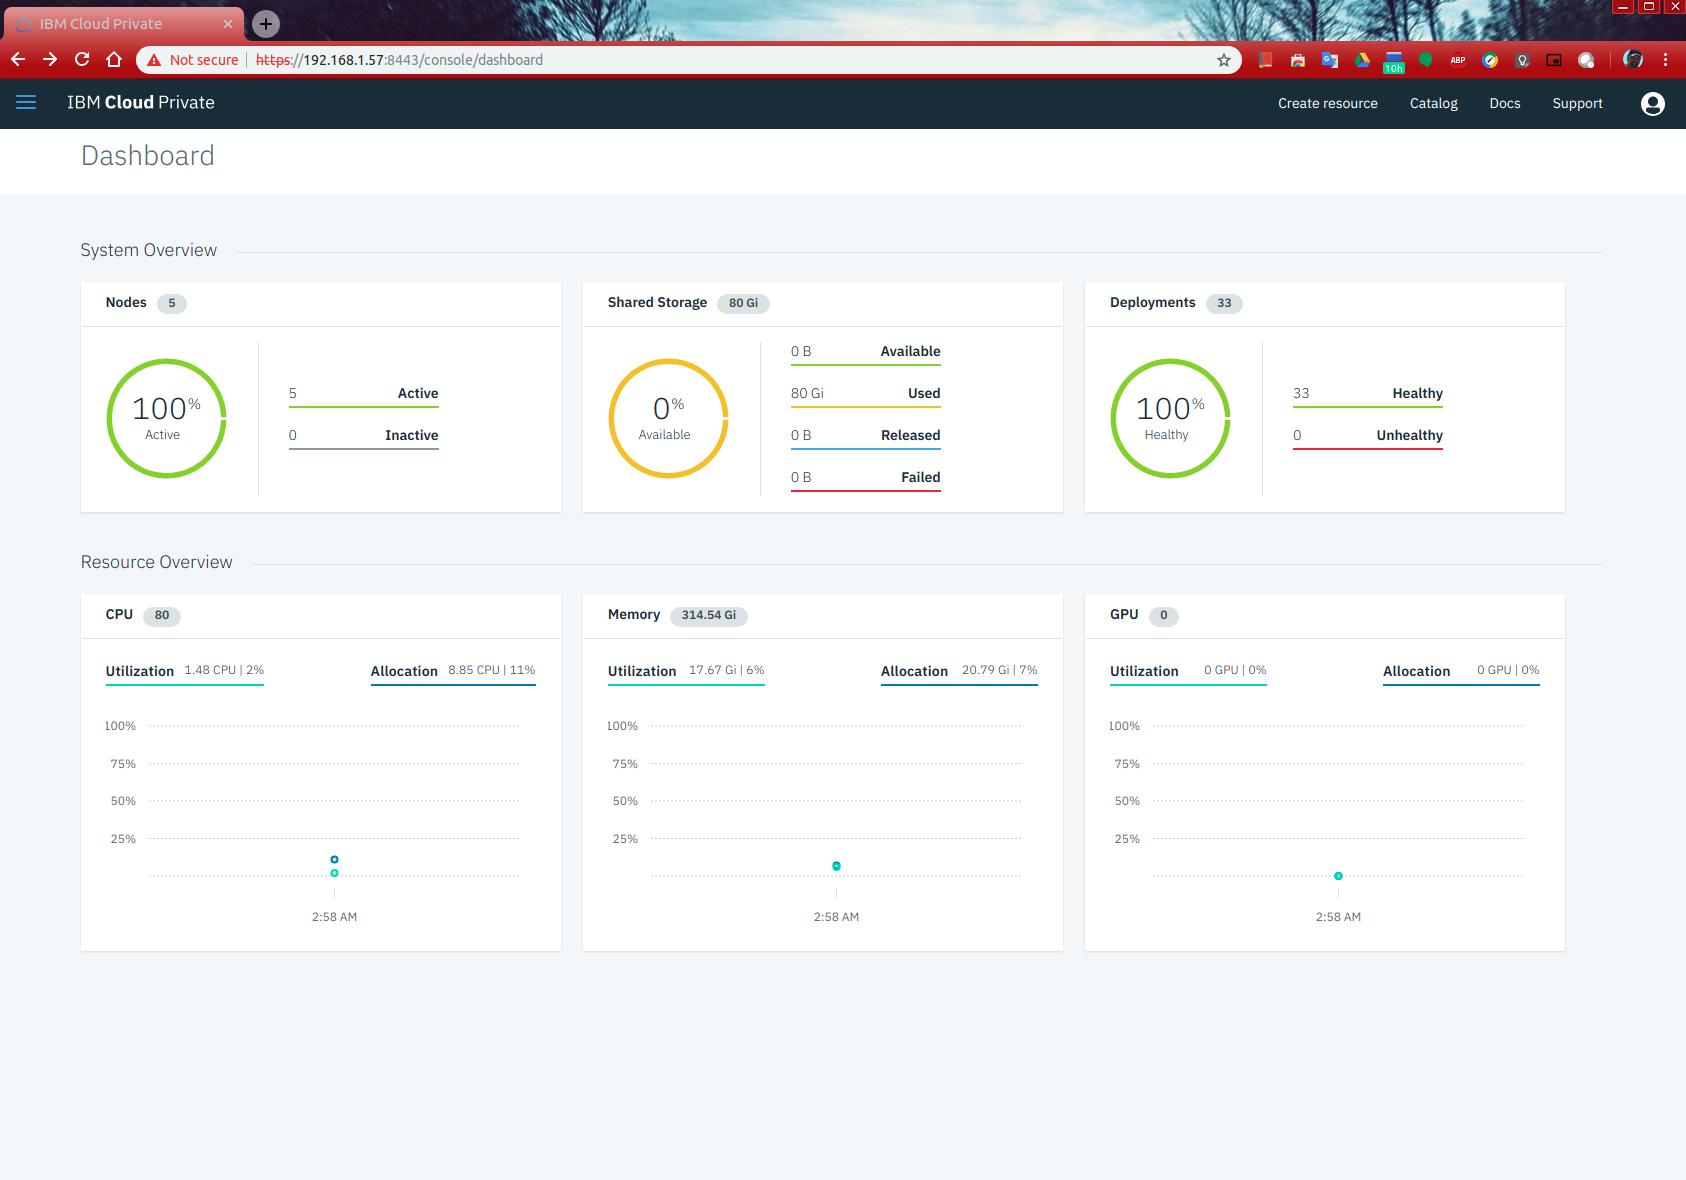 IBM Cloud Private
Not secure https://192.168.1.57:8443/console/dashboard
10h
ABP
IBM Cloud Private
Create resource Catalog Docs Support
Dashboard
System Overview
Nodes 5
100%
Active
5 Active
0 Inactive
Shared Storage 80 Gi
0%
Available
0 B Available
80 Gi Used
0 B Released
0 B Failed
Deployments 33
100%
Healthy
33 Healthy
0 Unhealthy
Resource Overview
CPU 80
Utilization 1.48 CPU | 2% Allocation 8.85 CPU | 11%
100%
75%
50%
25%
2:58 AM
Memory 314.54 Gi
Utilization 17.67 Gi | 6% Allocation 20.79 Gi | 7%
100%
75%
50%
25%
2:58 AM
GPU 0
Utilization 0 GPU | 0% Allocation 0 GPU | 0%
100%
75%
50%
25%
2:58 AM